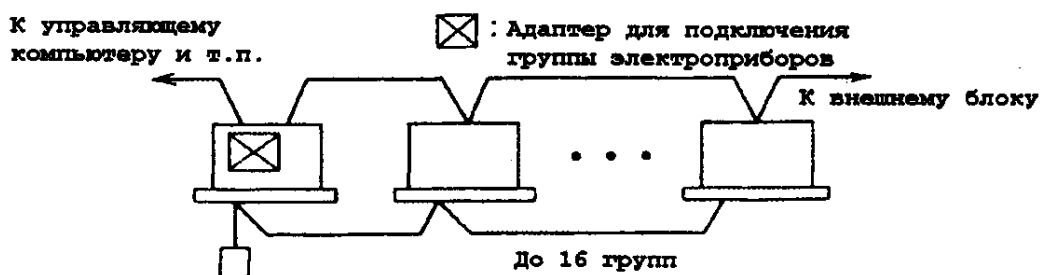 К управляющему
компьютеру и т.п.
: Адаптер для подключения
группы электроприборов
К внешнему блоку
До 16 групп